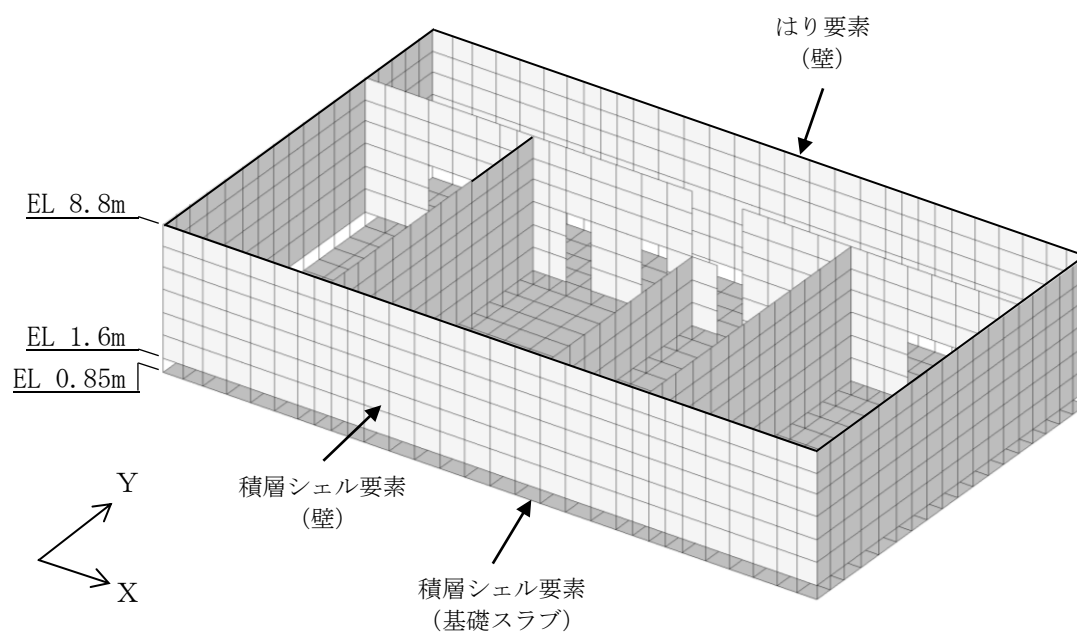 はり要素
(壁)
EL 8.8m
EL 1.6m
EL 0.85m
積層シェル要素
(壁)
Y
X
積層シェル要素
(基礎スラブ)